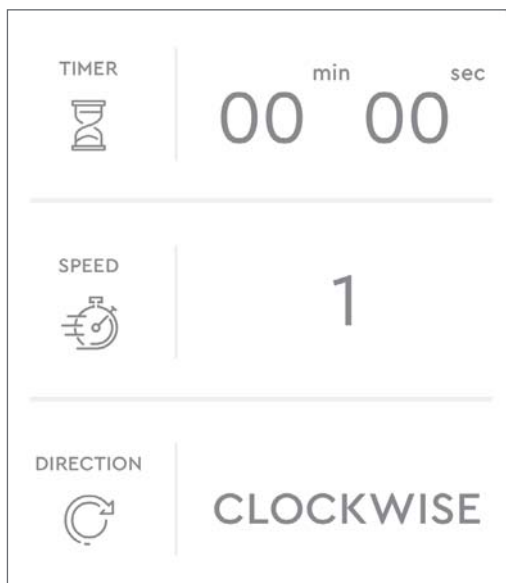 TIMER
min sec
00 00
SPEED
1
DIRECTION
CLOCKWISE